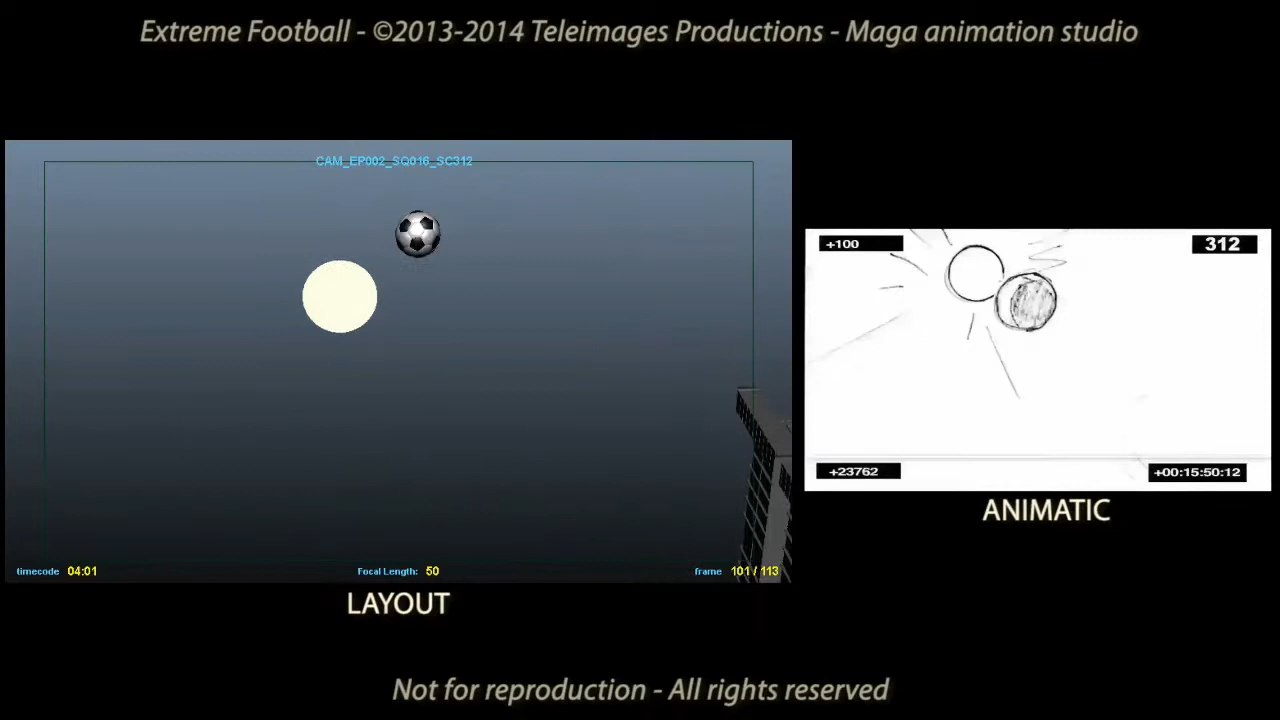 Extreme Football - ©2013-2014 Teleimages Productions - Maga animation studio
CAM_EP002_SQ016_SC312
timecode 04:01
Focal Length: 50
frame 101 / 113
LAYOUT
+100
312
+23762
+00:15:50:12
ANIMATIC
Not for reproduction - All rights reserved